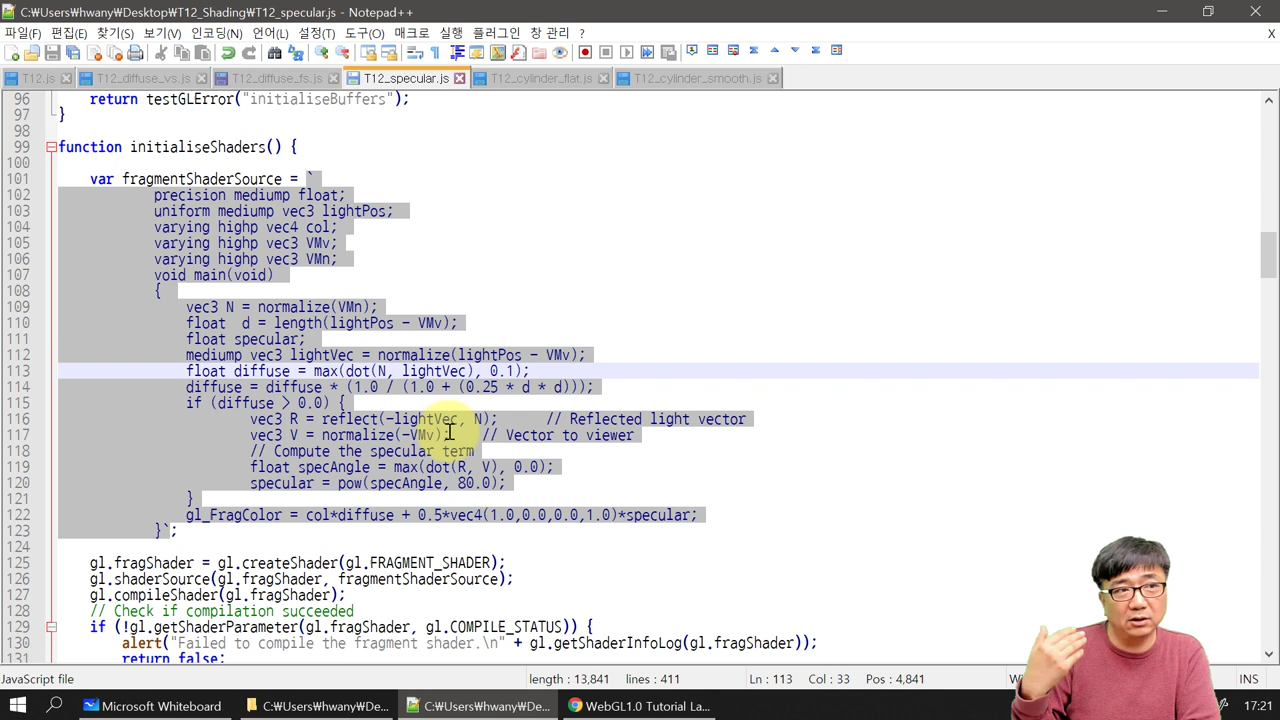 C:\Users\hwany\Desktop\T12_Shading\T12_specular.js - Notepad++
파일(F) 편집(E) 찾기(S) 보기(V) 인코딩(N) 언어(L) 설정(T) 도구(O) 매크로 실행 플러그인 창 관리 ? X
T12.js T12_diffuse_vs.js T12_diffuse_fs.js T12_specular.js T12_cylinder_flat.js T12_cylinder_smooth.js
96 return testGLError("initialiseBuffers");
97 }
98
99 function initialiseShaders() {
100
101 var fragmentShaderSource = `
102 precision mediump float;
103 uniform mediump vec3 lightPos;
104 varying highp vec4 col;
105 varying highp vec3 VMv;
106 varying highp vec3 VMn;
107 void main(void)
108 {
109 vec3 N = normalize(VMn);
110 float d = length(lightPos - VMv);
111 float specular;
112 mediump vec3 lightVec = normalize(lightPos - VMv);
113 float diffuse = max(dot(N, lightVec), 0.1);
114 diffuse = diffuse * (1.0 / (1.0 + (0.25 * d * d)));
115 if (diffuse > 0.0) {
116 vec3 R = reflect(-lightVec, N); // Reflected light vector
117 vec3 V = normalize(-VMv); // Vector to viewer
118 // Compute the specular term
119 float specAngle = max(dot(R, V), 0.0);
120 specular = pow(specAngle, 80.0);
121 }
122 gl_FragColor = col*diffuse + 0.5*vec4(1.0,0.0,0.0,1.0)*specular;
123 }`;
124
125 gl.fragShader = gl.createShader(gl.FRAGMENT_SHADER);
126 gl.shaderSource(gl.fragShader, fragmentShaderSource);
127 gl.compileShader(gl.fragShader);
128 // Check if compilation succeeded
129 if (!gl.getShaderParameter(gl.fragShader, gl.COMPILE_STATUS)) {
130 alert("Failed to compile the fragment shader.\n" + gl.getShaderInfoLog(gl.fragShader));
131 return false;
JavaScript file length : 13,841 lines : 411 Ln : 113 Col : 33 Pos : 4,841 INS
Microsoft Whiteboard C:\Users\hwany\De... C:\Users\hwany\De... WebGL1.0 Tutorial La... 17:21